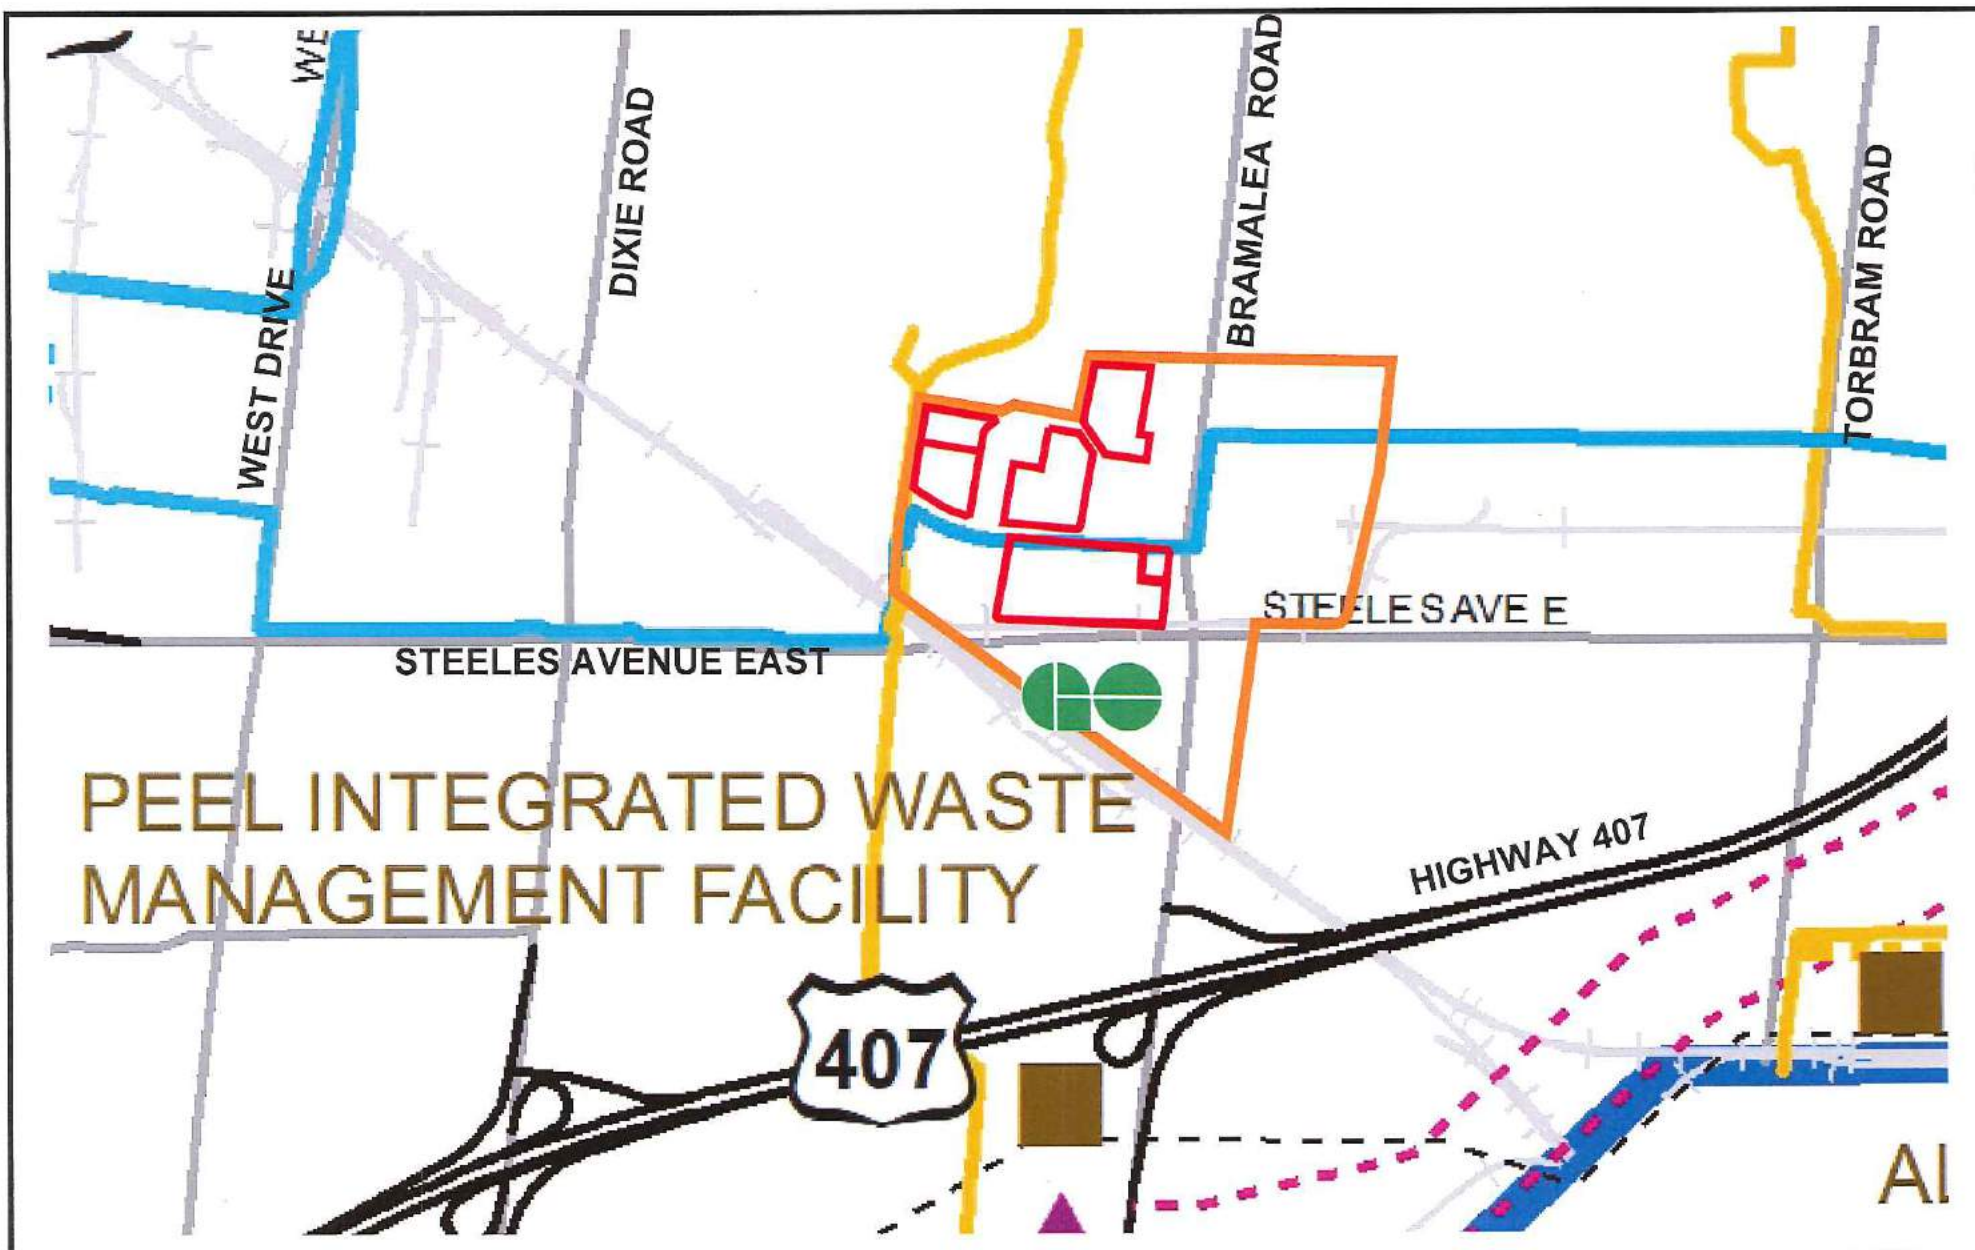 WE
DIXIE ROAD
BRAMALEA ROAD
TORBRAM ROAD
WEST DRIVE
STEELES AVE E
STEELES AVENUE EAST
GO
PEEL INTEGRATED WASTE
MANAGEMENT FACILITY
HIGHWAY 407
407
AI